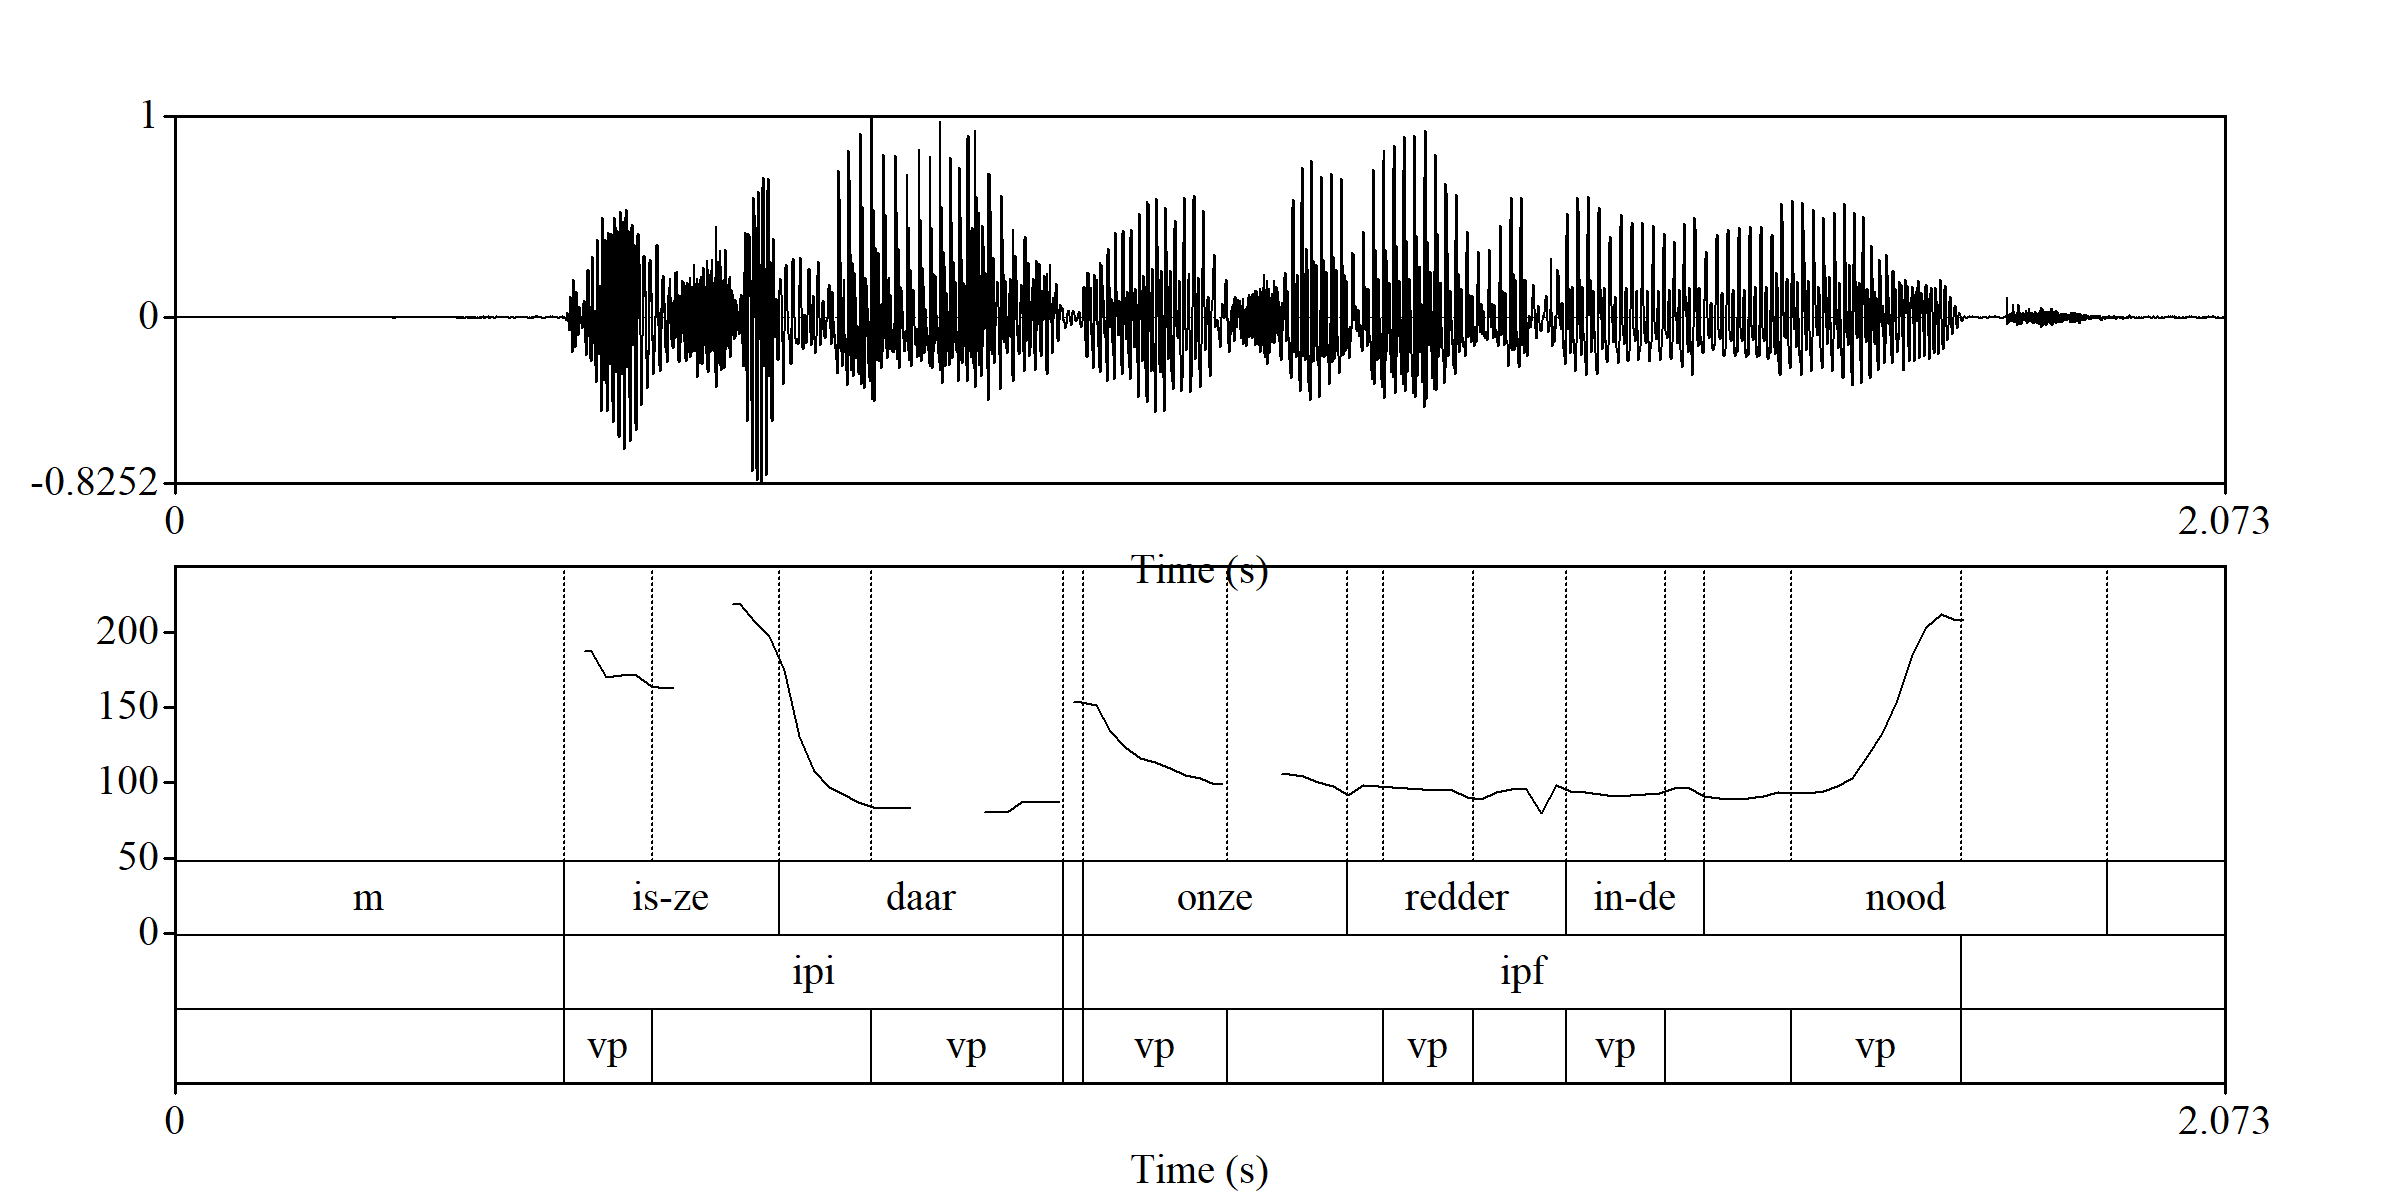 1
0
-0.8252
0 2.073
Time (s)
200
150
100
50
0
m is-ze daar onze redder in-de nood
ipi ipf
vp vp vp vp vp vp
0 2.073
Time (s)